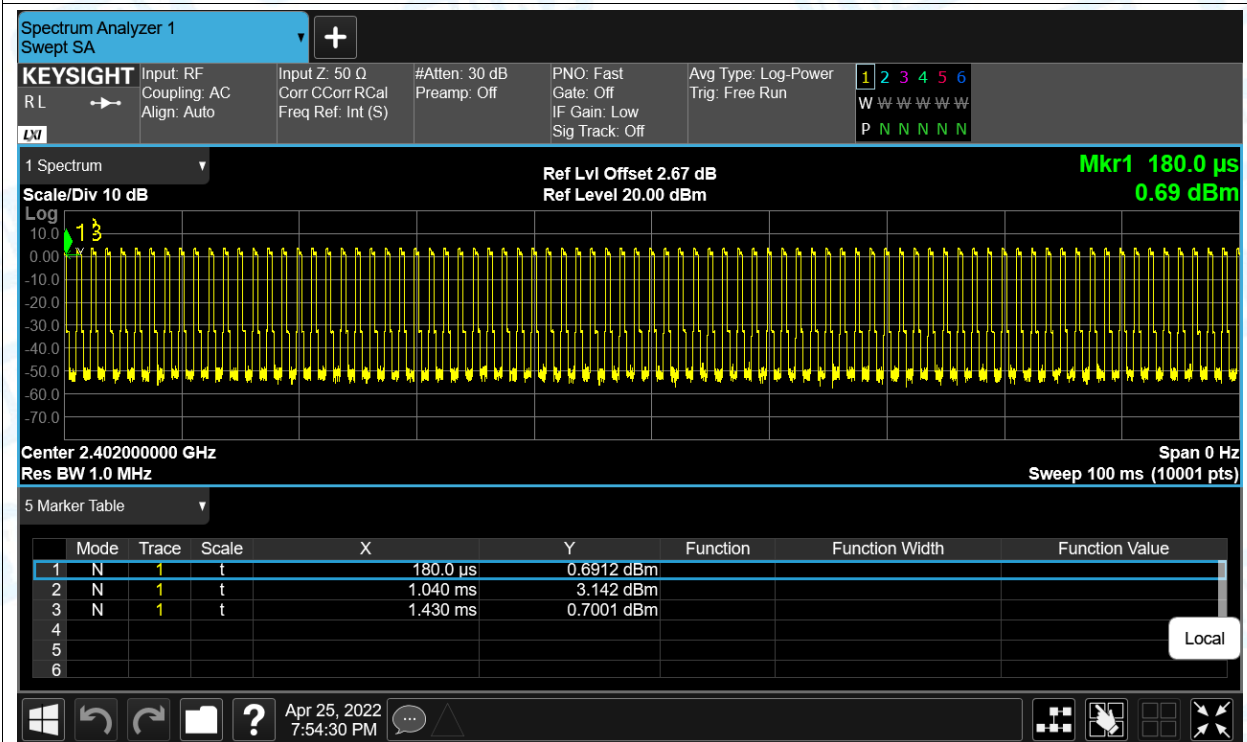 Spectrum Analyzer 1
Swept SA
KEYSIGHT
R L
LXI
Input: RF
Coupling: AC
Align: Auto
Input Z: 50 Ω
Corr CCorr RCal
Freq Ref: Int (S)
#Atten: 30 dB
Preamp: Off
PNO: Fast
Gate: Off
IF Gain: Low
Sig Track: Off
Avg Type: Log-Power
Trig: Free Run
1 2 3 4 5 6
W W W W W W
P N N N N N
1 Spectrum
Scale/Div 10 dB
Ref Lvl Offset 2.67 dB
Ref Level 20.00 dBm
Mkr1 180.0 µs
0.69 dBm
Log
10.0
0.00
-10.0
-20.0
-30.0
-40.0
-50.0
-60.0
-70.0
1 3
Center 2.402000000 GHz
Res BW 1.0 MHz
Span 0 Hz
Sweep 100 ms (10001 pts)
5 Marker Table
Mode Trace Scale X Y Function Function Width Function Value
1 N 1 t 180.0 µs 0.6912 dBm
2 N 1 t 1.040 ms 3.142 dBm
3 N 1 t 1.430 ms 0.7001 dBm
4
5
6
Local
?
Apr 25, 2022
7:54:30 PM